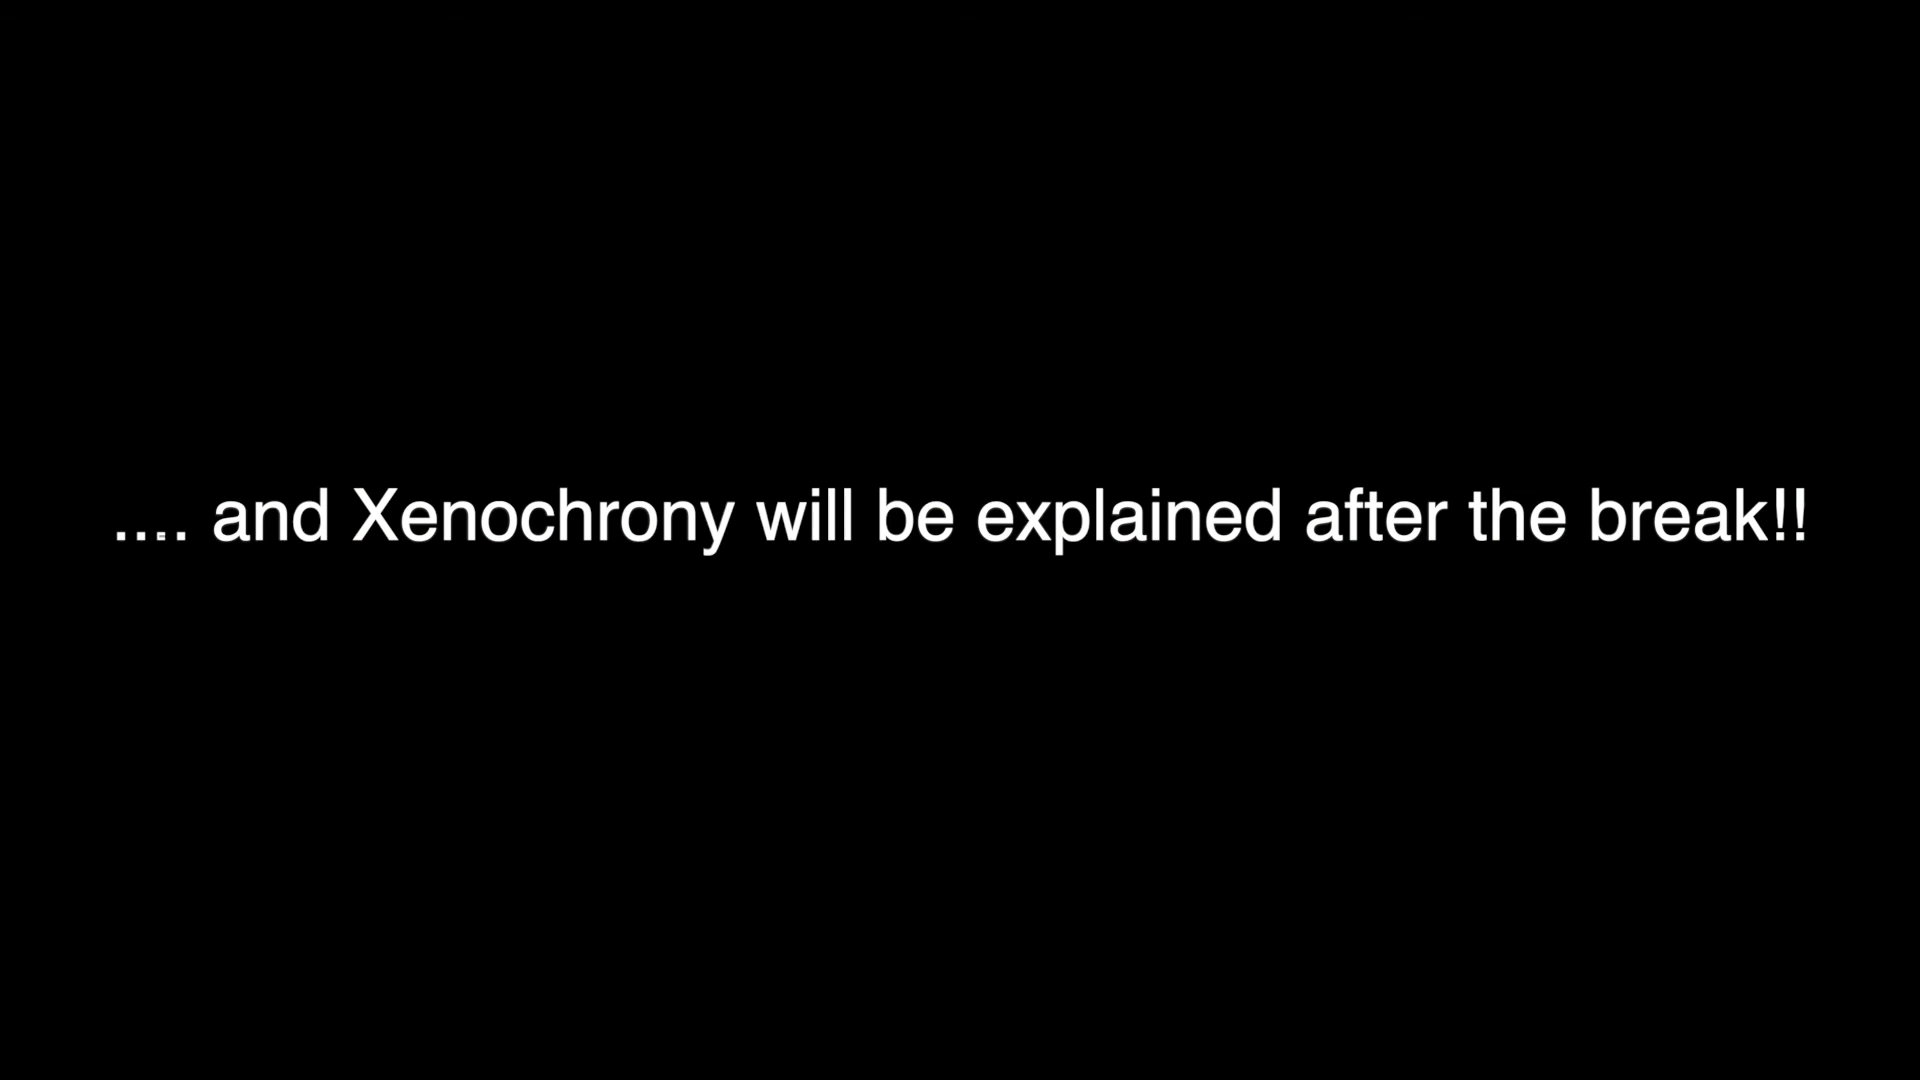 .... and Xenochrony will be explained after the break!!